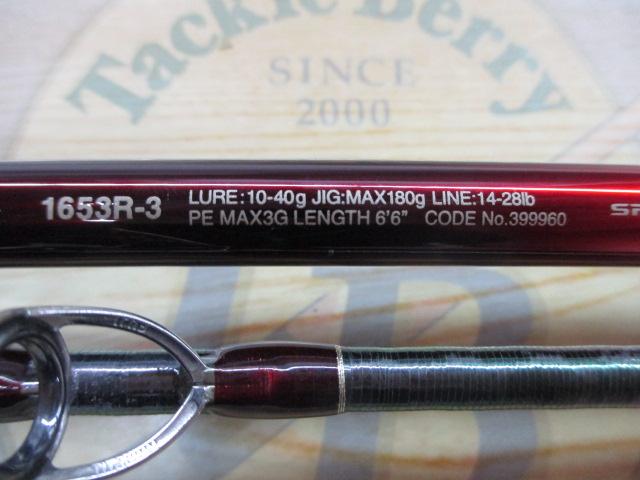 Tackle Berry
SINCE
2000
1653R-3
LURE:10-40g JIG:MAX180g LINE:14-28lb
PE MAX3G LENGTH 6'6" CODE No.399960